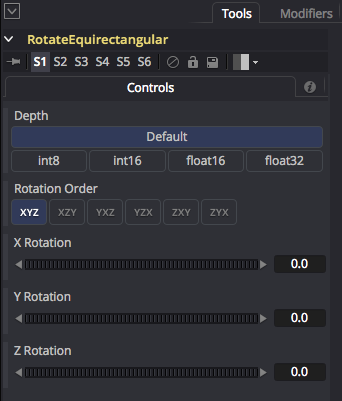 Tools Modifiers
RotateEquirectangular
S1 S2 S3 S4 S5 S6
Controls
Depth
Default
int8 int16 float16 float32
Rotation Order
XYZ XZY YXZ YZX ZXY ZYX
X Rotation
0.0
Y Rotation
0.0
Z Rotation
0.0